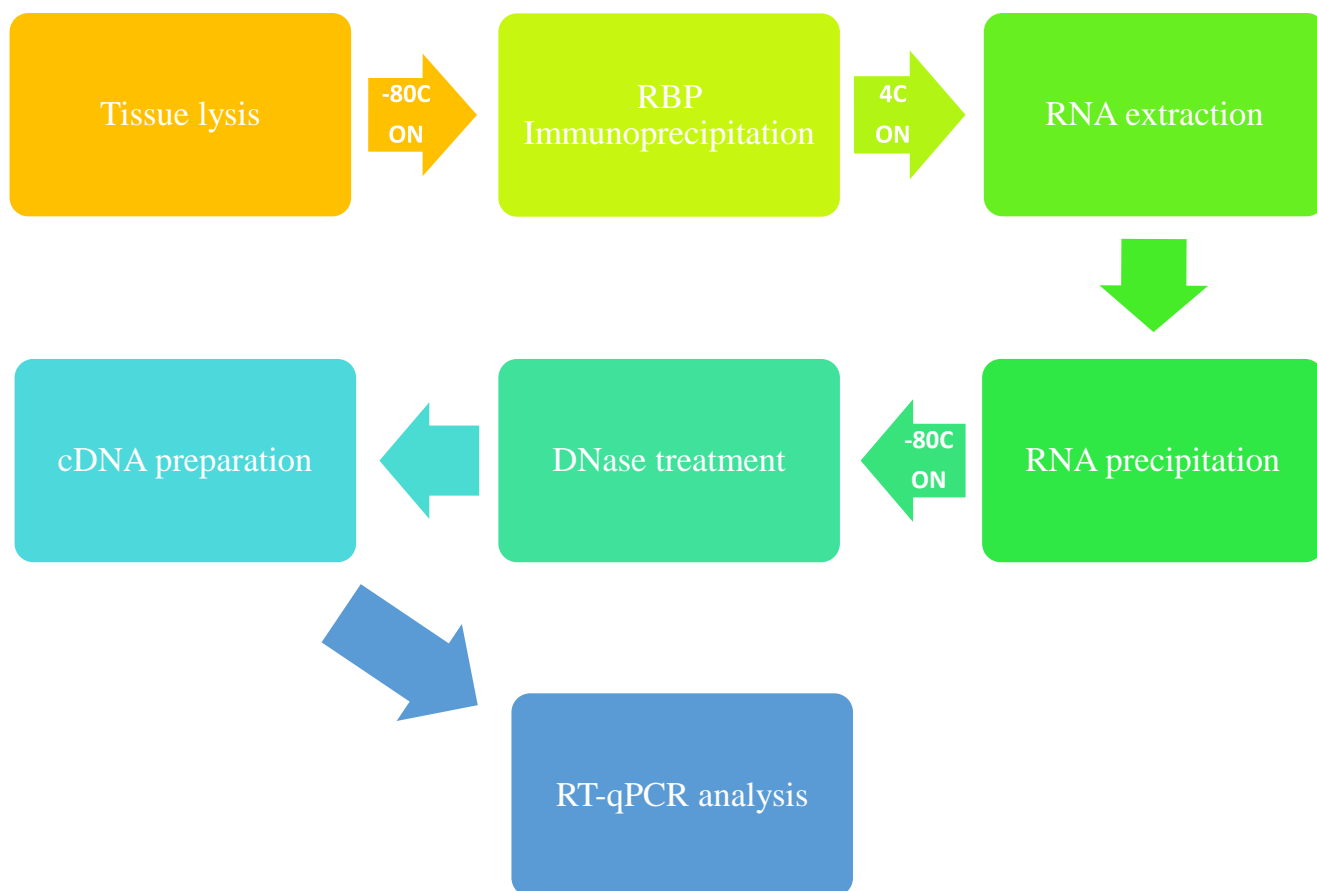 Tissue lysis
-80C
ON
RBP
Immunoprecipitation
4C
ON
RNA extraction
RNA precipitation
-80C
ON
DNase treatment
cDNA preparation
RT-qPCR analysis